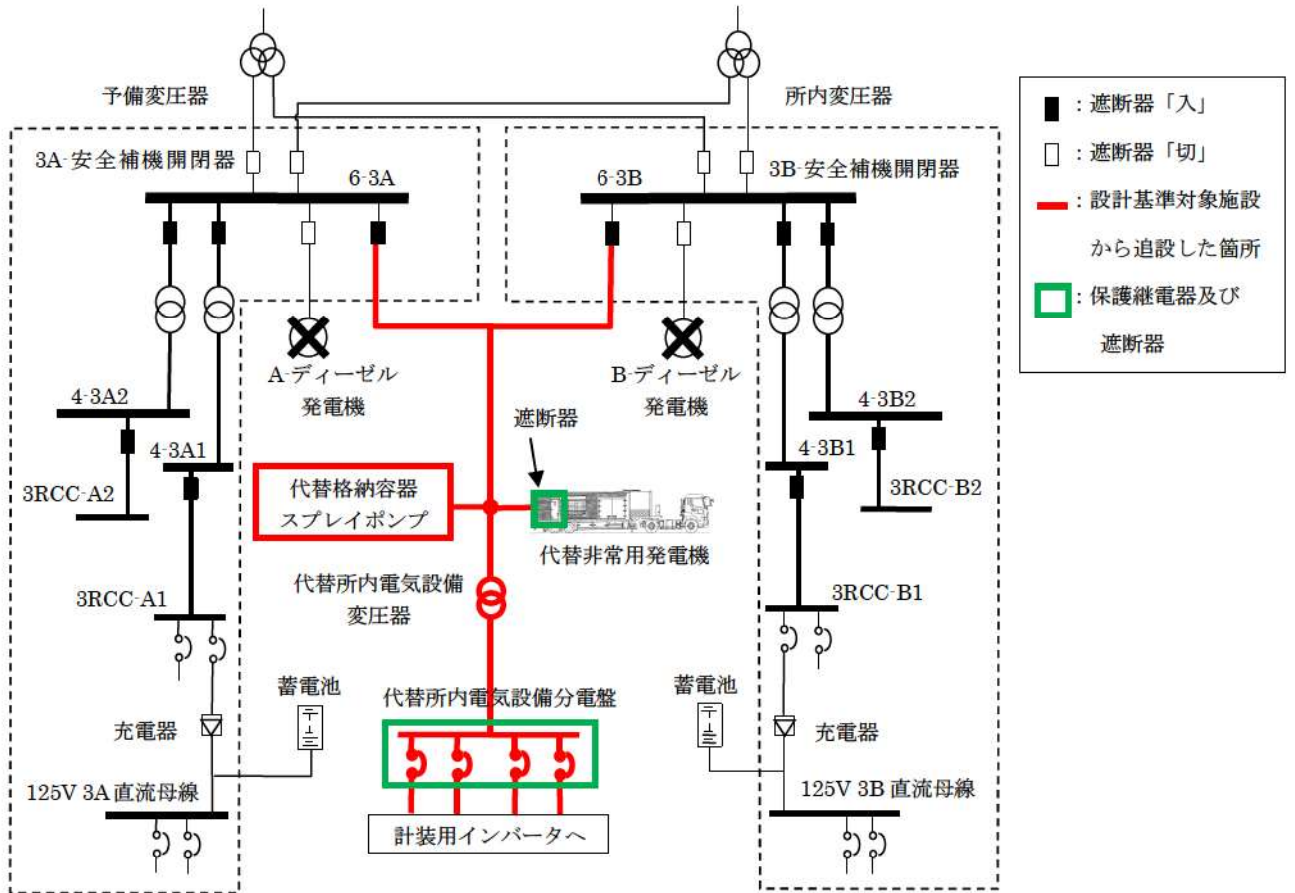 予備変圧器
所内変圧器
3A-安全補機開閉器
3B-安全補機開閉器
6-3A
6-3B
A-ディーゼル
発電機
B-ディーゼル
発電機
4-3A2
4-3B2
遮断器
4-3A1
4-3B1
3RCC-A2
3RCC-B2
代替格納容器
スプレイポンプ
代替非常用発電機
代替所内電気設備
変圧器
3RCC-A1
3RCC-B1
蓄電池
代替所内電気設備分電盤
蓄電池
充電器
充電器
125V 3A 直流母線
125V 3B 直流母線
計装用インバータへ
：遮断器「入」
：遮断器「切」
：設計基準対象施設
から追設した箇所
：保護継電器及び
遮断器